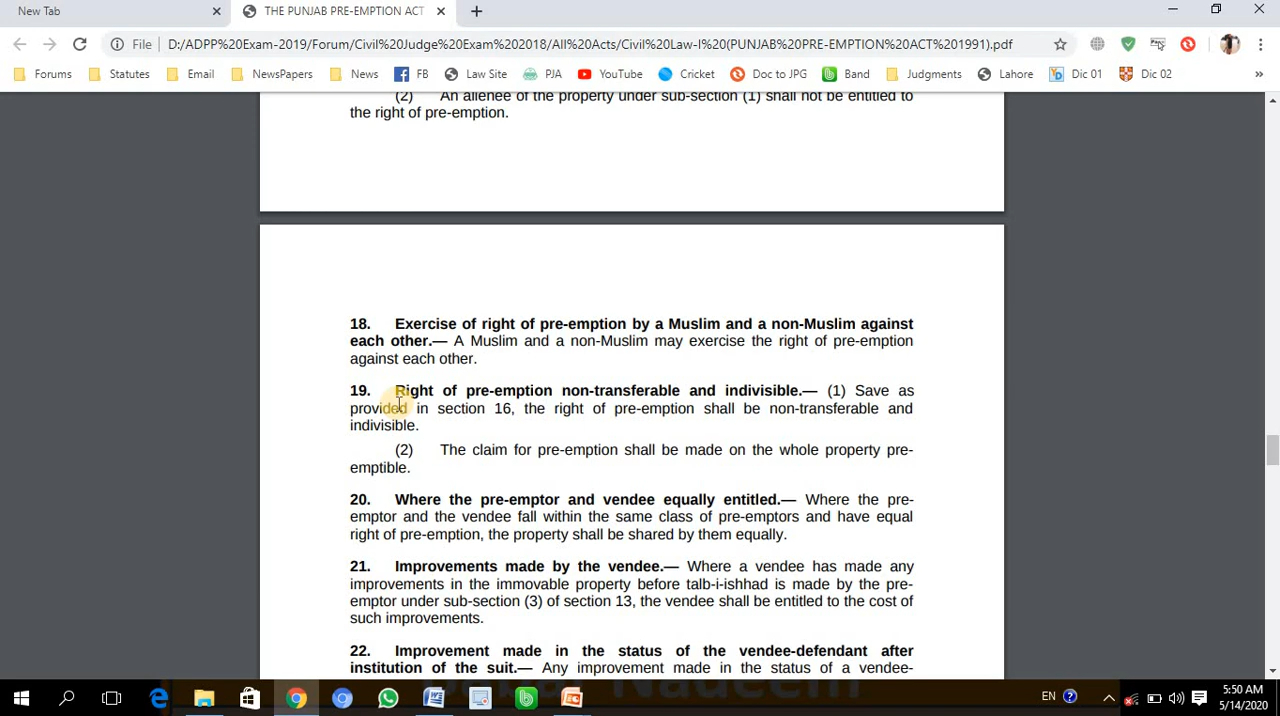 New Tab
THE PUNJAB PRE-EMPTION ACT
File D:/ADPP%20Exam-2019/Forum/Civil%20Judge%20Exam%202018/All%20Acts/Civil%20Law-I%20(PUNJAB%20PRE-EMPTION%20ACT%201991).pdf
Forums Statutes Email NewsPapers News FB Law Site PJA YouTube Cricket Doc to JPG Band Judgments Lahore Dic 01 Dic 02 »
(2) An alienee of the property under sub-section (1) shall not be entitled to
the right of pre-emption.
18. Exercise of right of pre-emption by a Muslim and a non-Muslim against
each other.— A Muslim and a non-Muslim may exercise the right of pre-emption
against each other.
19. Right of pre-emption non-transferable and indivisible.— (1) Save as
provided in section 16, the right of pre-emption shall be non-transferable and
indivisible.
(2) The claim for pre-emption shall be made on the whole property pre-
emptible.
20. Where the pre-emptor and vendee equally entitled.— Where the pre-
emptor and the vendee fall within the same class of pre-emptors and have equal
right of pre-emption, the property shall be shared by them equally.
21. Improvements made by the vendee.— Where a vendee has made any
improvements in the immovable property before talb-i-ishhad is made by the pre-
emptor under sub-section (3) of section 13, the vendee shall be entitled to the cost of
such improvements.
22. Improvement made in the status of the vendee-defendant after
institution of the suit.— Any improvement made in the status of a vendee-
EN
5:50 AM
5/14/2020